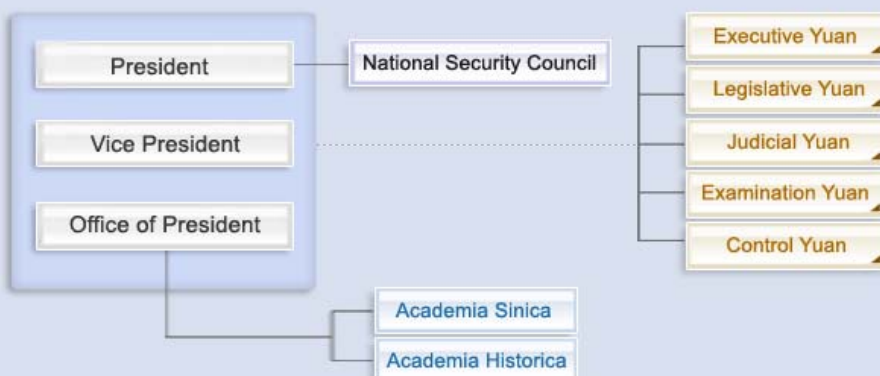 President
National Security Council
Vice President
Office of President
Executive Yuan
Legislative Yuan
Judicial Yuan
Examination Yuan
Control Yuan
Academia Sinica
Academia Historica